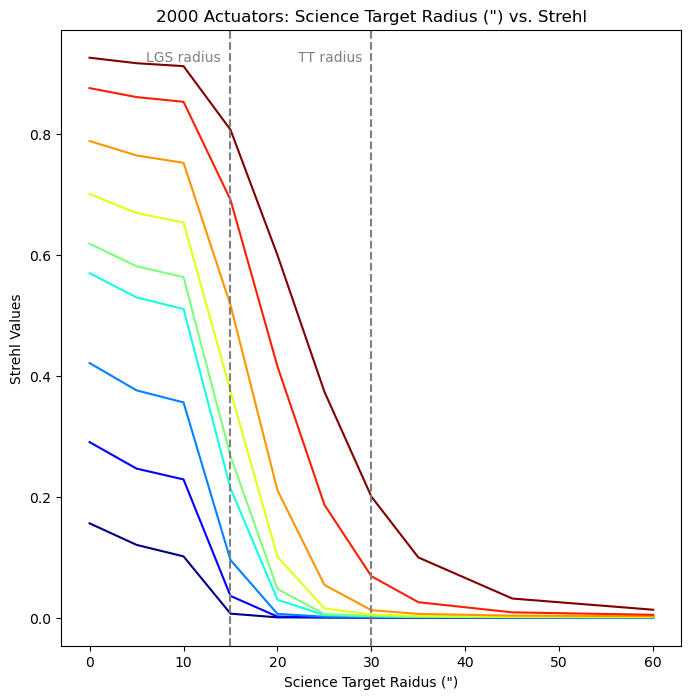 2000 Actuators: Science Target Radius (") vs. Strehl
LGS radius
TT radius
Strehl Values
0.8
0.6
0.4
0.2
0.0
0
10
20
30
40
50
60
Science Target Raidus (")